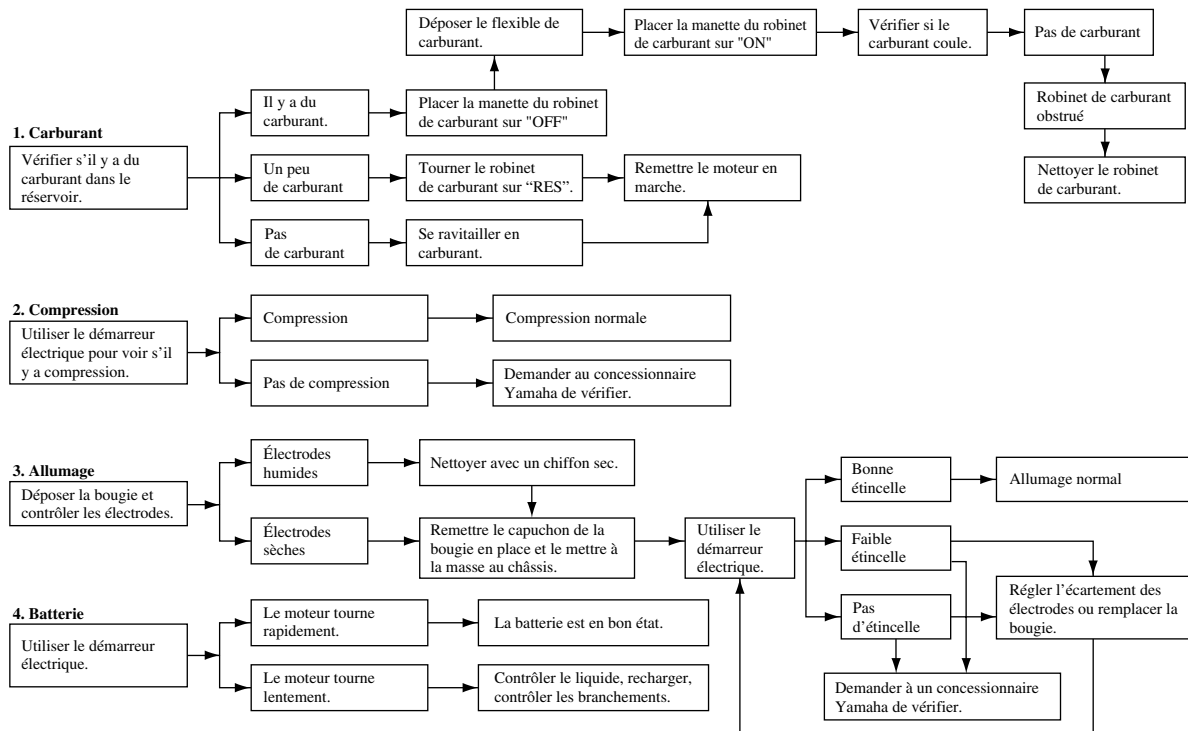 1. Carburant
Vérifier s’il y a du
carburant dans le
réservoir.
Il y a du
carburant.
Placer la manette du robinet
de carburant sur "OFF"
Déposer le flexible de
carburant.
Placer la manette du robinet
de carburant sur "ON"
Vérifier si le
carburant coule.
Pas de carburant
Robinet de carburant
obstrué
Nettoyer le robinet
de carburant.
Un peu
de carburant
Tourner le robinet
de carburant sur “RES”.
Remettre le moteur en
marche.
Pas
de carburant
Se ravitailler en
carburant.
2. Compression
Utiliser le démarreur
électrique pour voir s’il
y a compression.
Compression
Compression normale
Pas de compression
Demander au concessionnaire
Yamaha de vérifier.
3. Allumage
Déposer la bougie et
contrôler les électrodes.
Électrodes
humides
Nettoyer avec un chiffon sec.
Électrodes
sèches
Remettre le capuchon de la
bougie en place et le mettre à
la masse au châssis.
Utiliser le
démarreur
électrique.
Bonne
étincelle
Allumage normal
Faible
étincelle
Pas
d’étincelle
Régler l’écartement des
électrodes ou remplacer la
bougie.
Demander à un concessionnaire
Yamaha de vérifier.
4. Batterie
Utiliser le démarreur
électrique.
Le moteur tourne
rapidement.
La batterie est en bon état.
Le moteur tourne
lentement.
Contrôler le liquide, recharger,
contrôler les branchements.